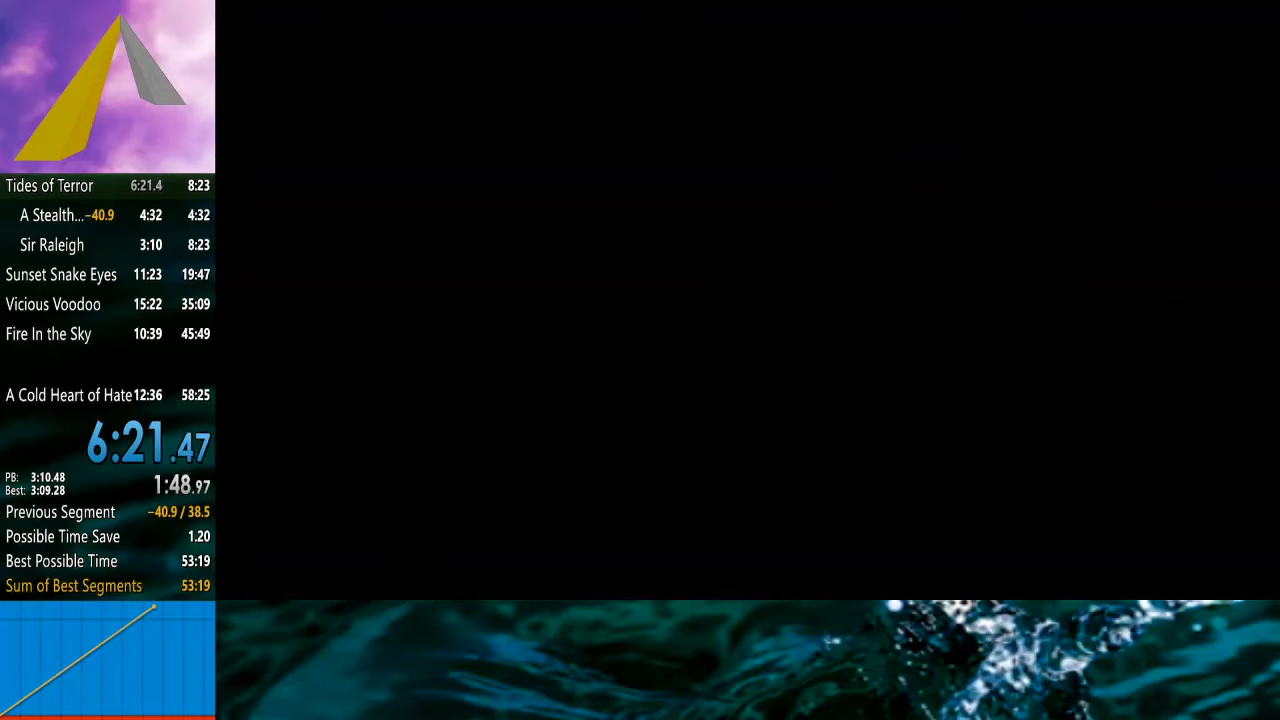 Tides of Terror 6:21.4 8:23
A Stealth...−40.9 4:32 4:32
Sir Raleigh 3:10 8:23
Sunset Snake Eyes 11:23 19:47
Vicious Voodoo 15:22 35:09
Fire In the Sky 10:39 45:49
A Cold Heart of Hate 12:36 58:25
6:21.47
PB: 3:10.48
Best: 3:09.28
1:48.97
Previous Segment −40.9 / 38.5
Possible Time Save 1.20
Best Possible Time 53:19
Sum of Best Segments 53:19